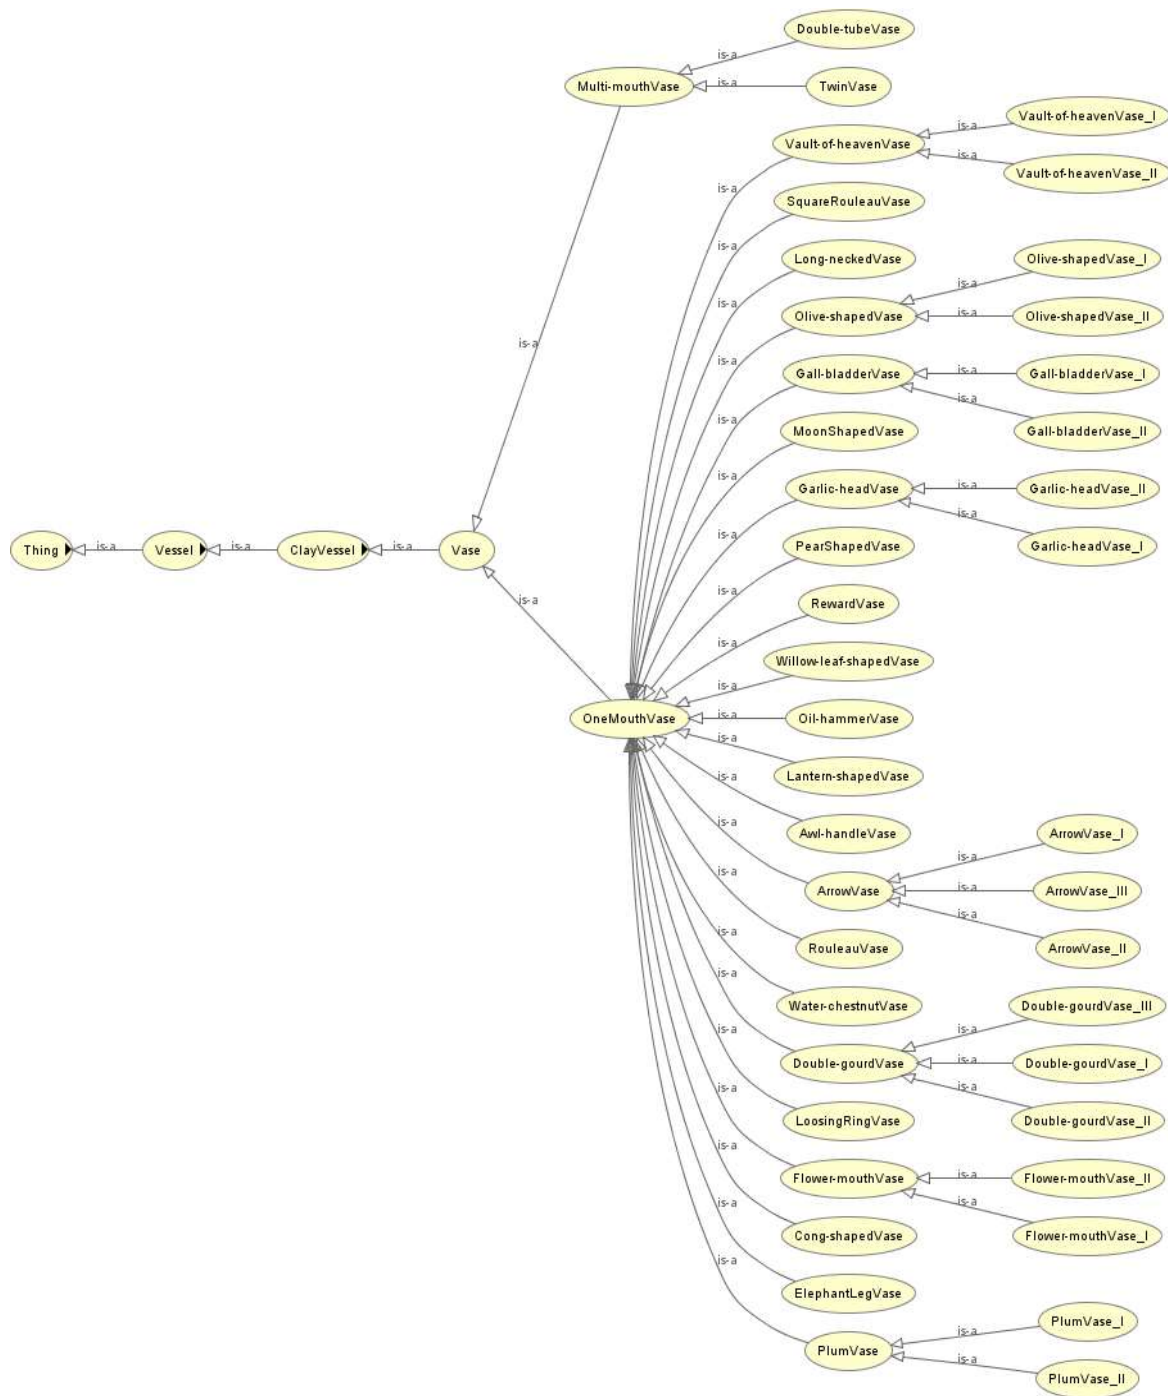 Double-tubeVase
is-a
Multi-mouthVase
is-a
TwinVase
Vault-of-heavenVase_I
is-a
Vault-of-heavenVase
is-a
Vault-of-heavenVase_II
is-a
SquareRouleauVase
is-a
Long-neckedVase
Olive-shapedVase_I
is-a
is-a
Olive-shapedVase
is-a
Olive-shapedVase_II
is-a
is-a
Gall-bladderVase
is-a
Gall-bladderVase_I
is-a
is-a
Gall-bladderVase_II
MoonShapedVase
is-a
Garlic-headVase
is-a
Garlic-headVase_II
is-a
is-a
Garlic-headVase_I
Thing
is-a
Vessel
is-a
ClayVessel
is-a
Vase
PearShapedVase
is-a
is-a
RewardVase
is-a
Willow-leaf-shapedVase
is-a
OneMouthVase
is-a
Oil-hammerVase
is-a
Lantern-shapedVase
is-a
Awl-handleVase
is-a
ArrowVase_I
is-a
ArrowVase
is-a
ArrowVase_III
is-a
is-a
ArrowVase_II
RouleauVase
is-a
Water-chestnutVase
is-a
Double-gourdVase_III
is-a
Double-gourdVase
is-a
Double-gourdVase_I
is-a
is-a
Double-gourdVase_II
LoosingRingVase
is-a
Flower-mouthVase
is-a
Flower-mouthVase_II
is-a
is-a
Flower-mouthVase_I
Cong-shapedVase
is-a
ElephantLegVase
is-a
PlumVase_I
is-a
PlumVase
is-a
PlumVase_II